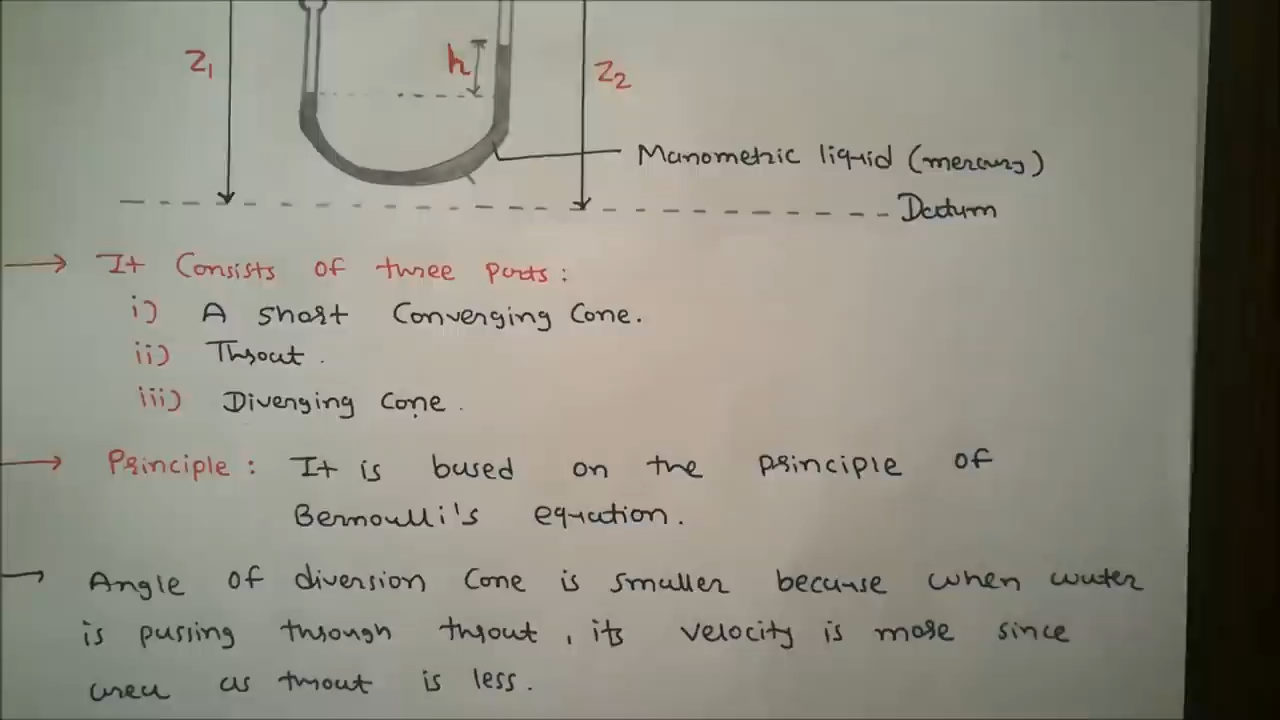 Z1
h
Z2
Manometric liquid (mercury)
Datum
→ It Consists of three parts:
i) A short Converging Cone.
ii) Throat.
iii) Diverging Cone.
→ Principle: It is based on the principle of
Bernoulli's equation.
Angle of diversion Cone is smaller because when water
is passing through throat, its velocity is more since
area as throat is less.